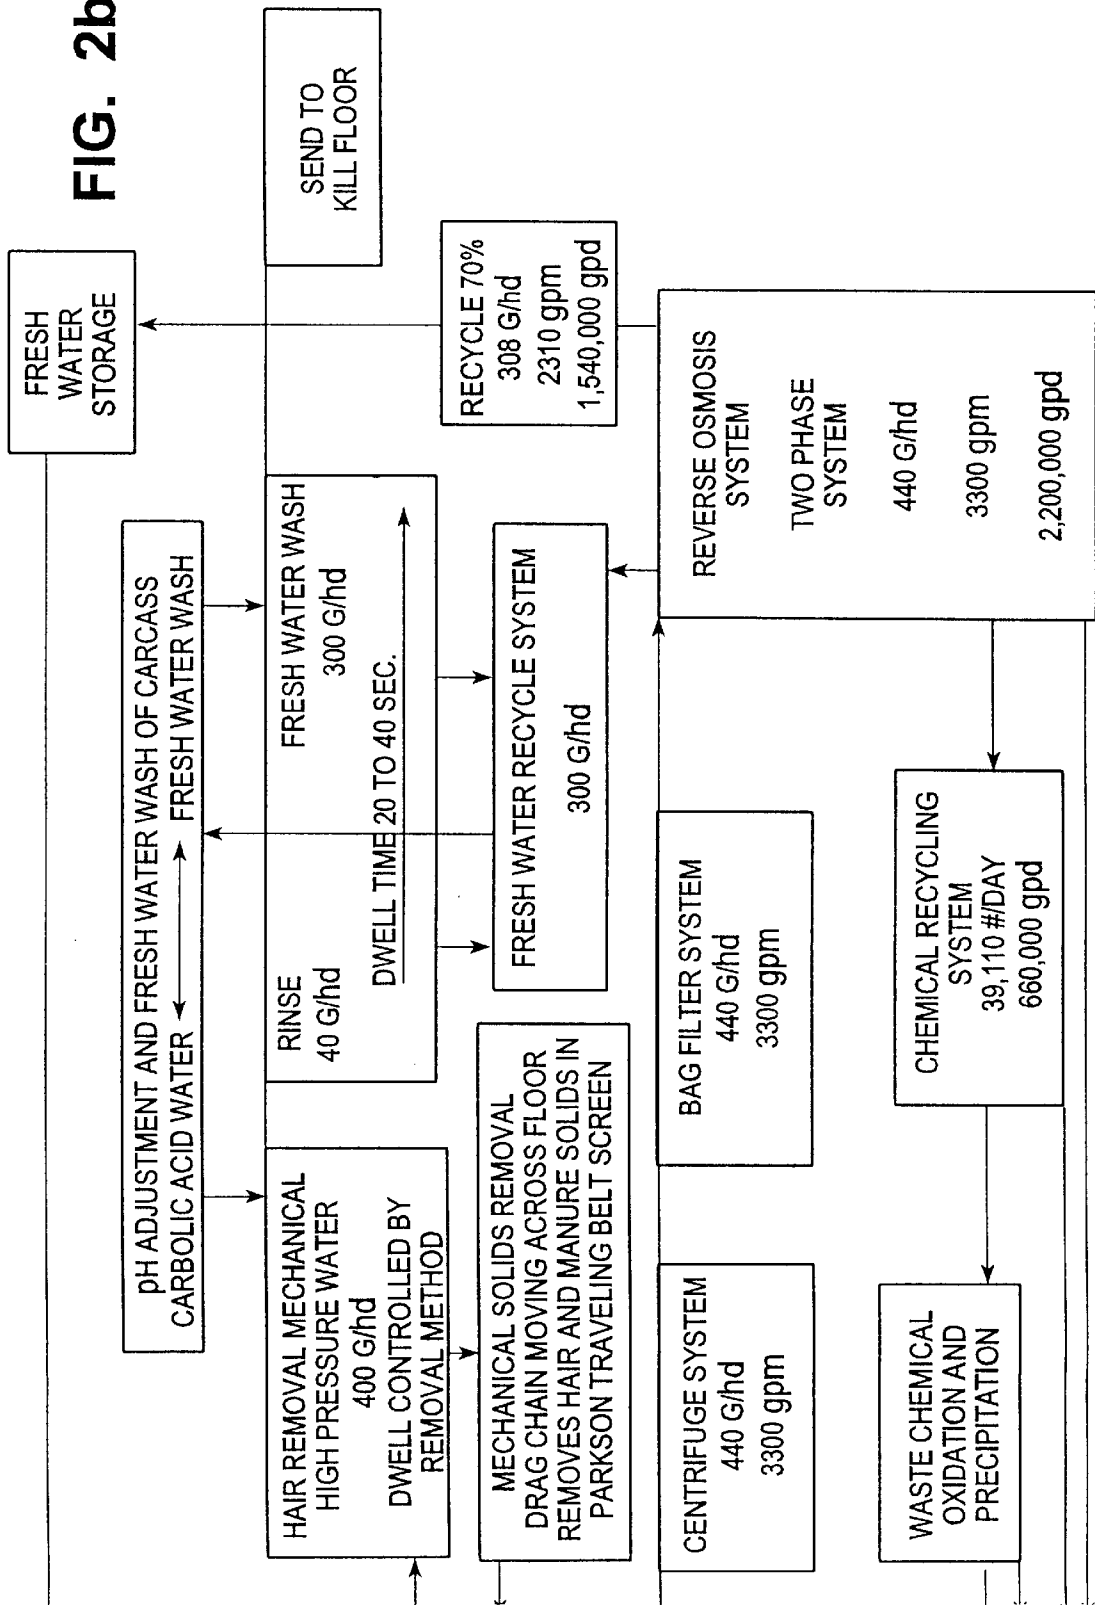 FIG. 2b
FRESH
WATER
STORAGE
pH ADJUSTMENT AND FRESH WATER WASH OF CARCASS
CARBOLIC ACID WATER FRESH WATER WASH
SEND TO
KILL FLOOR
HAIR REMOVAL MECHANICAL
HIGH PRESSURE WATER
400 G/hd
DWELL CONTROLLED BY
REMOVAL METHOD
RINSE
40 G/hd
FRESH WATER WASH
300 G/hd
DWELL TIME 20 TO 40 SEC.
RECYCLE 70%
308 G/hd
2310 gpm
1,540,000 gpd
MECHANICAL SOLIDS REMOVAL
DRAG CHAIN MOVING ACROSS FLOOR
REMOVES HAIR AND MANURE SOLIDS IN
PARKSON TRAVELING BELT SCREEN
FRESH WATER RECYCLE SYSTEM
300 G/hd
CENTRIFUGE SYSTEM
440 G/hd
3300 gpm
BAG FILTER SYSTEM
440 G/hd
3300 gpm
REVERSE OSMOSIS
SYSTEM
TWO PHASE
SYSTEM
440 G/hd
3300 gpm
2,200,000 gpd
WASTE CHEMICAL
OXIDATION AND
PRECIPITATION
CHEMICAL RECYCLING
SYSTEM
39,110 #/DAY
660,000 gpd